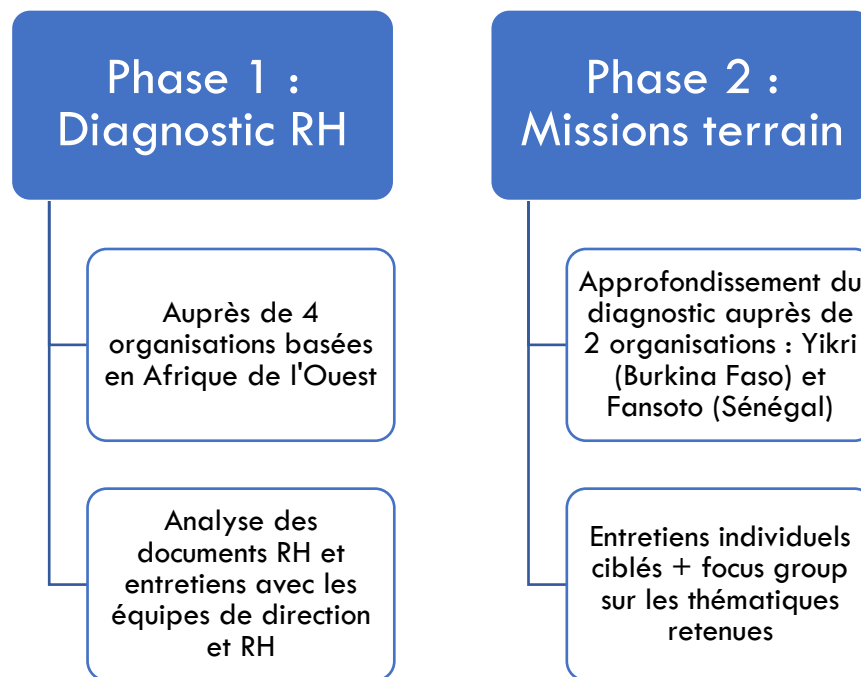 Phase 1 :
Diagnostic RH
Auprès de 4
organisations basées
en Afrique de l'Ouest
Analyse des
documents RH et
entretiens avec les
équipes de direction
et RH
Phase 2 :
Missions terrain
Approfondissement du
diagnostic auprès de
2 organisations : Yikri
(Burkina Faso) et
Fansoto (Sénégal)
Entretiens individuels
ciblés + focus group
sur les thématiques
retenues